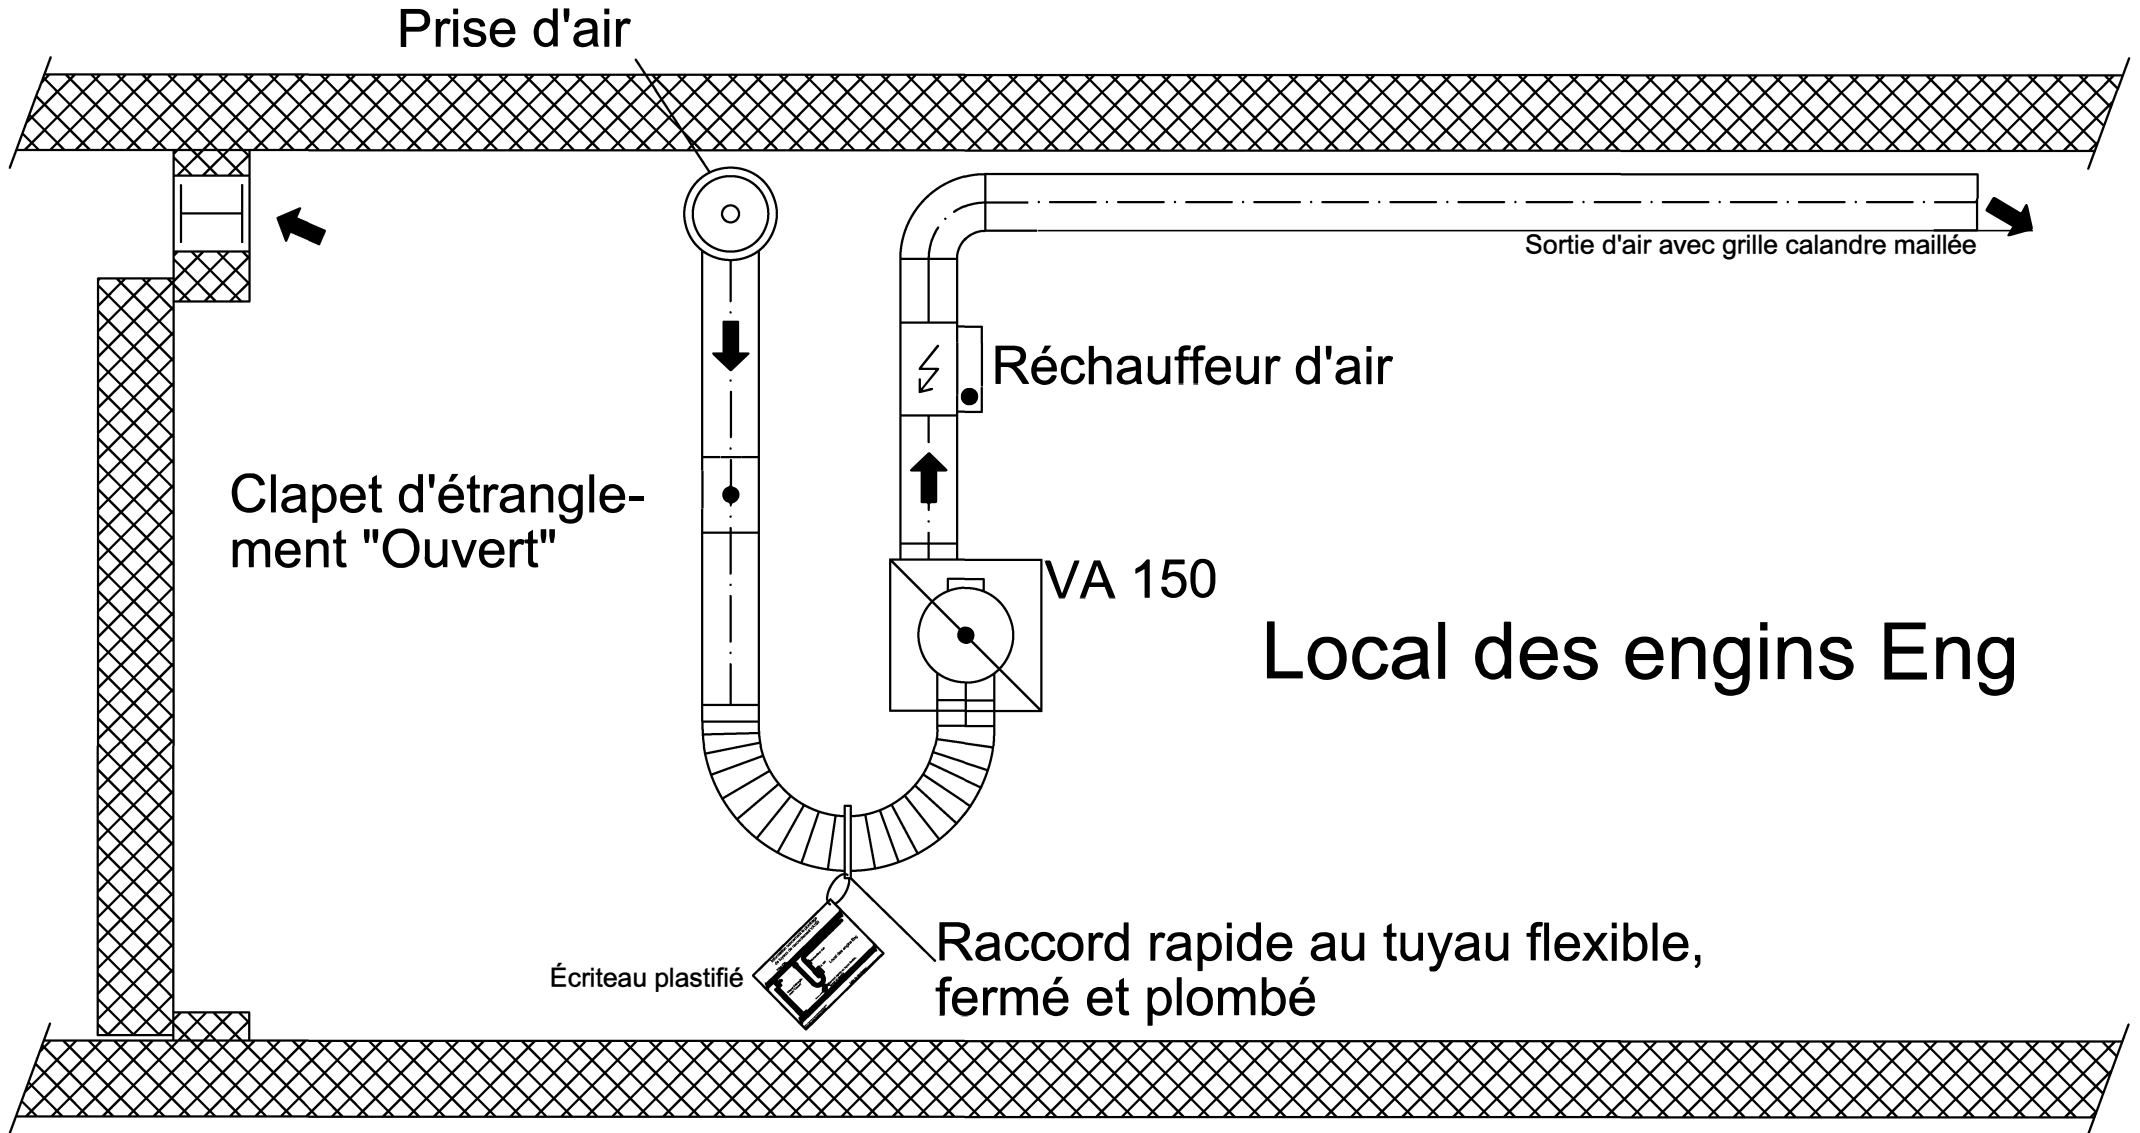 Prise d'air
Sortie d'air avec grille calandre maillée
Réchauffeur d'air
Clapet d'étrangle-
ment "Ouvert"
VA 150
Local des engins Eng
Raccord rapide au tuyau flexible,
fermé et plombé
Écriteau plastifié